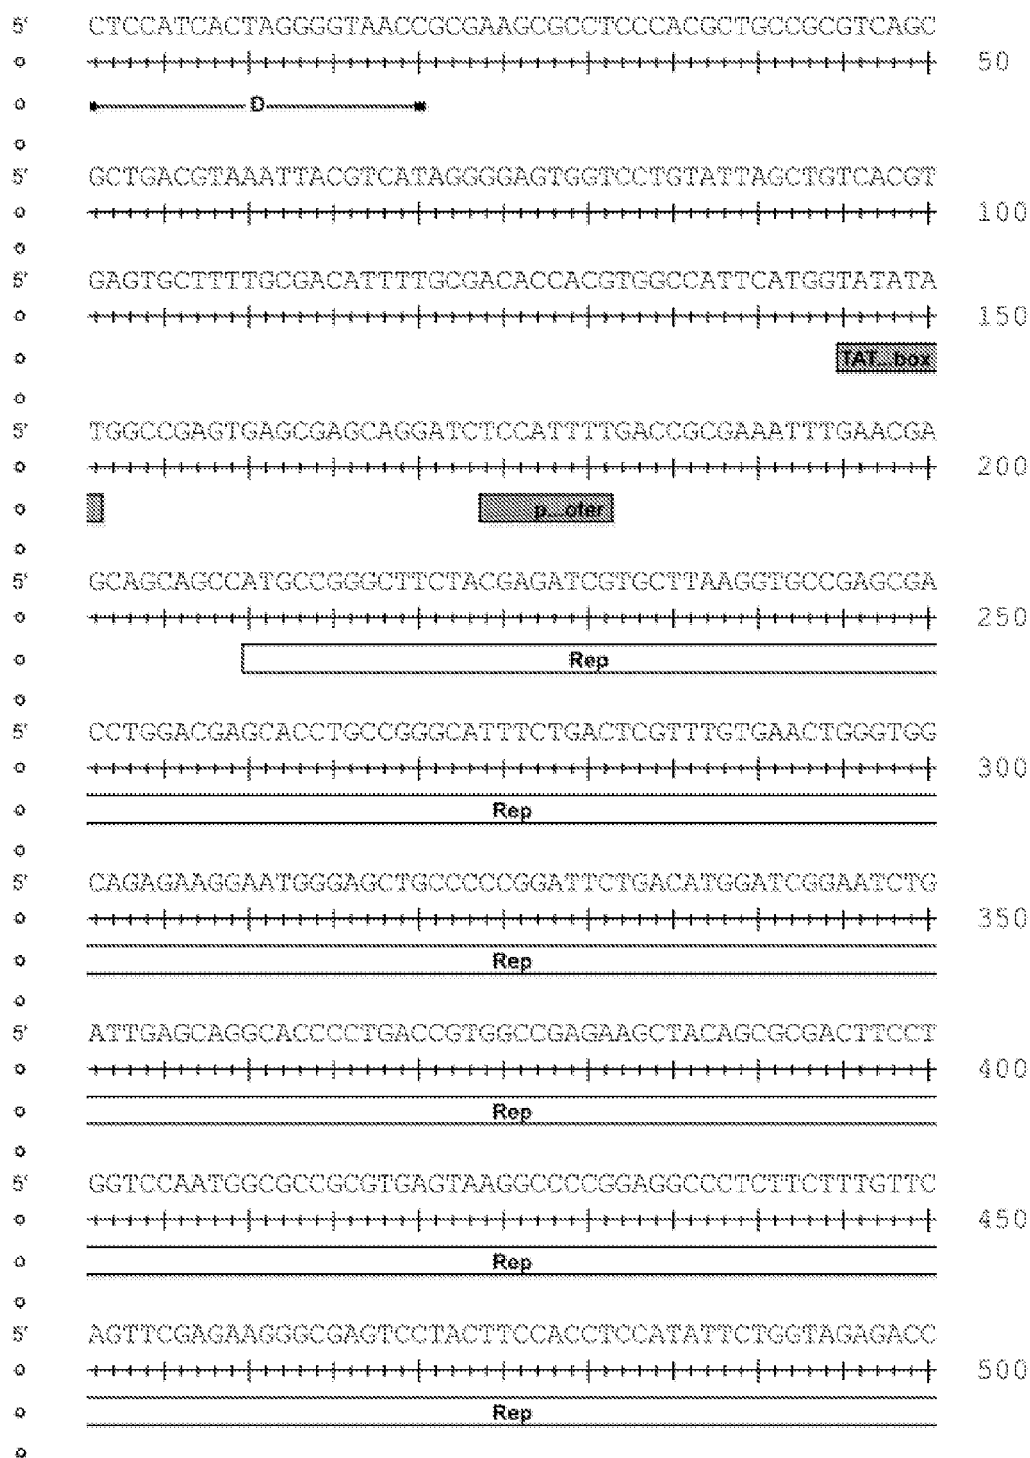 5' CTCCATCACTAGGGGTAACCGCGAAGCGCCTCCCACGCTGCCGCGTCAGC
50
D
5' GCTGACGTAAATTACGTCATAGGGGAGTGGTCCTGTATTAGCTGTCACGT
100
5' GAGTGCTTTTGCGACATTTTGCGACACCACGTGGCCATTCATGGTATATA
150
TAT...box
5' TGGCCGAGTGAGCGAGCAGGATCTCCATTTTGACCGCGAAATTTGAACGA
200
p...oter
5' GCAGCAGCCATGCCGGGCTTCTACGAGATCGTGCTTAAGGTGCCGAGCGA
250
Rep
5' CCTGGACGAGCACCTGCCGGGCATTTCTGACTCGTTTGTGAACTGGGTGG
300
Rep
5' CAGAGAAGGAATGGGAGCTGCCCCCGGATTCTGACATGGATCGGAATCTG
350
Rep
5' ATTGAGCAGGCACCCCTGACCGTGGCCGAGAAGCTACAGCGCGACTTCCT
400
Rep
5' GGTCCAATGGCGCCGCGTGAGTAAGGCCCCGGAGGCCCTCTTCTTTGTTC
450
Rep
5' AGTTCGAGAAGGGCGAGTCCTACTTCCACCTCCATATTCTGGTAGAGACC
500
Rep